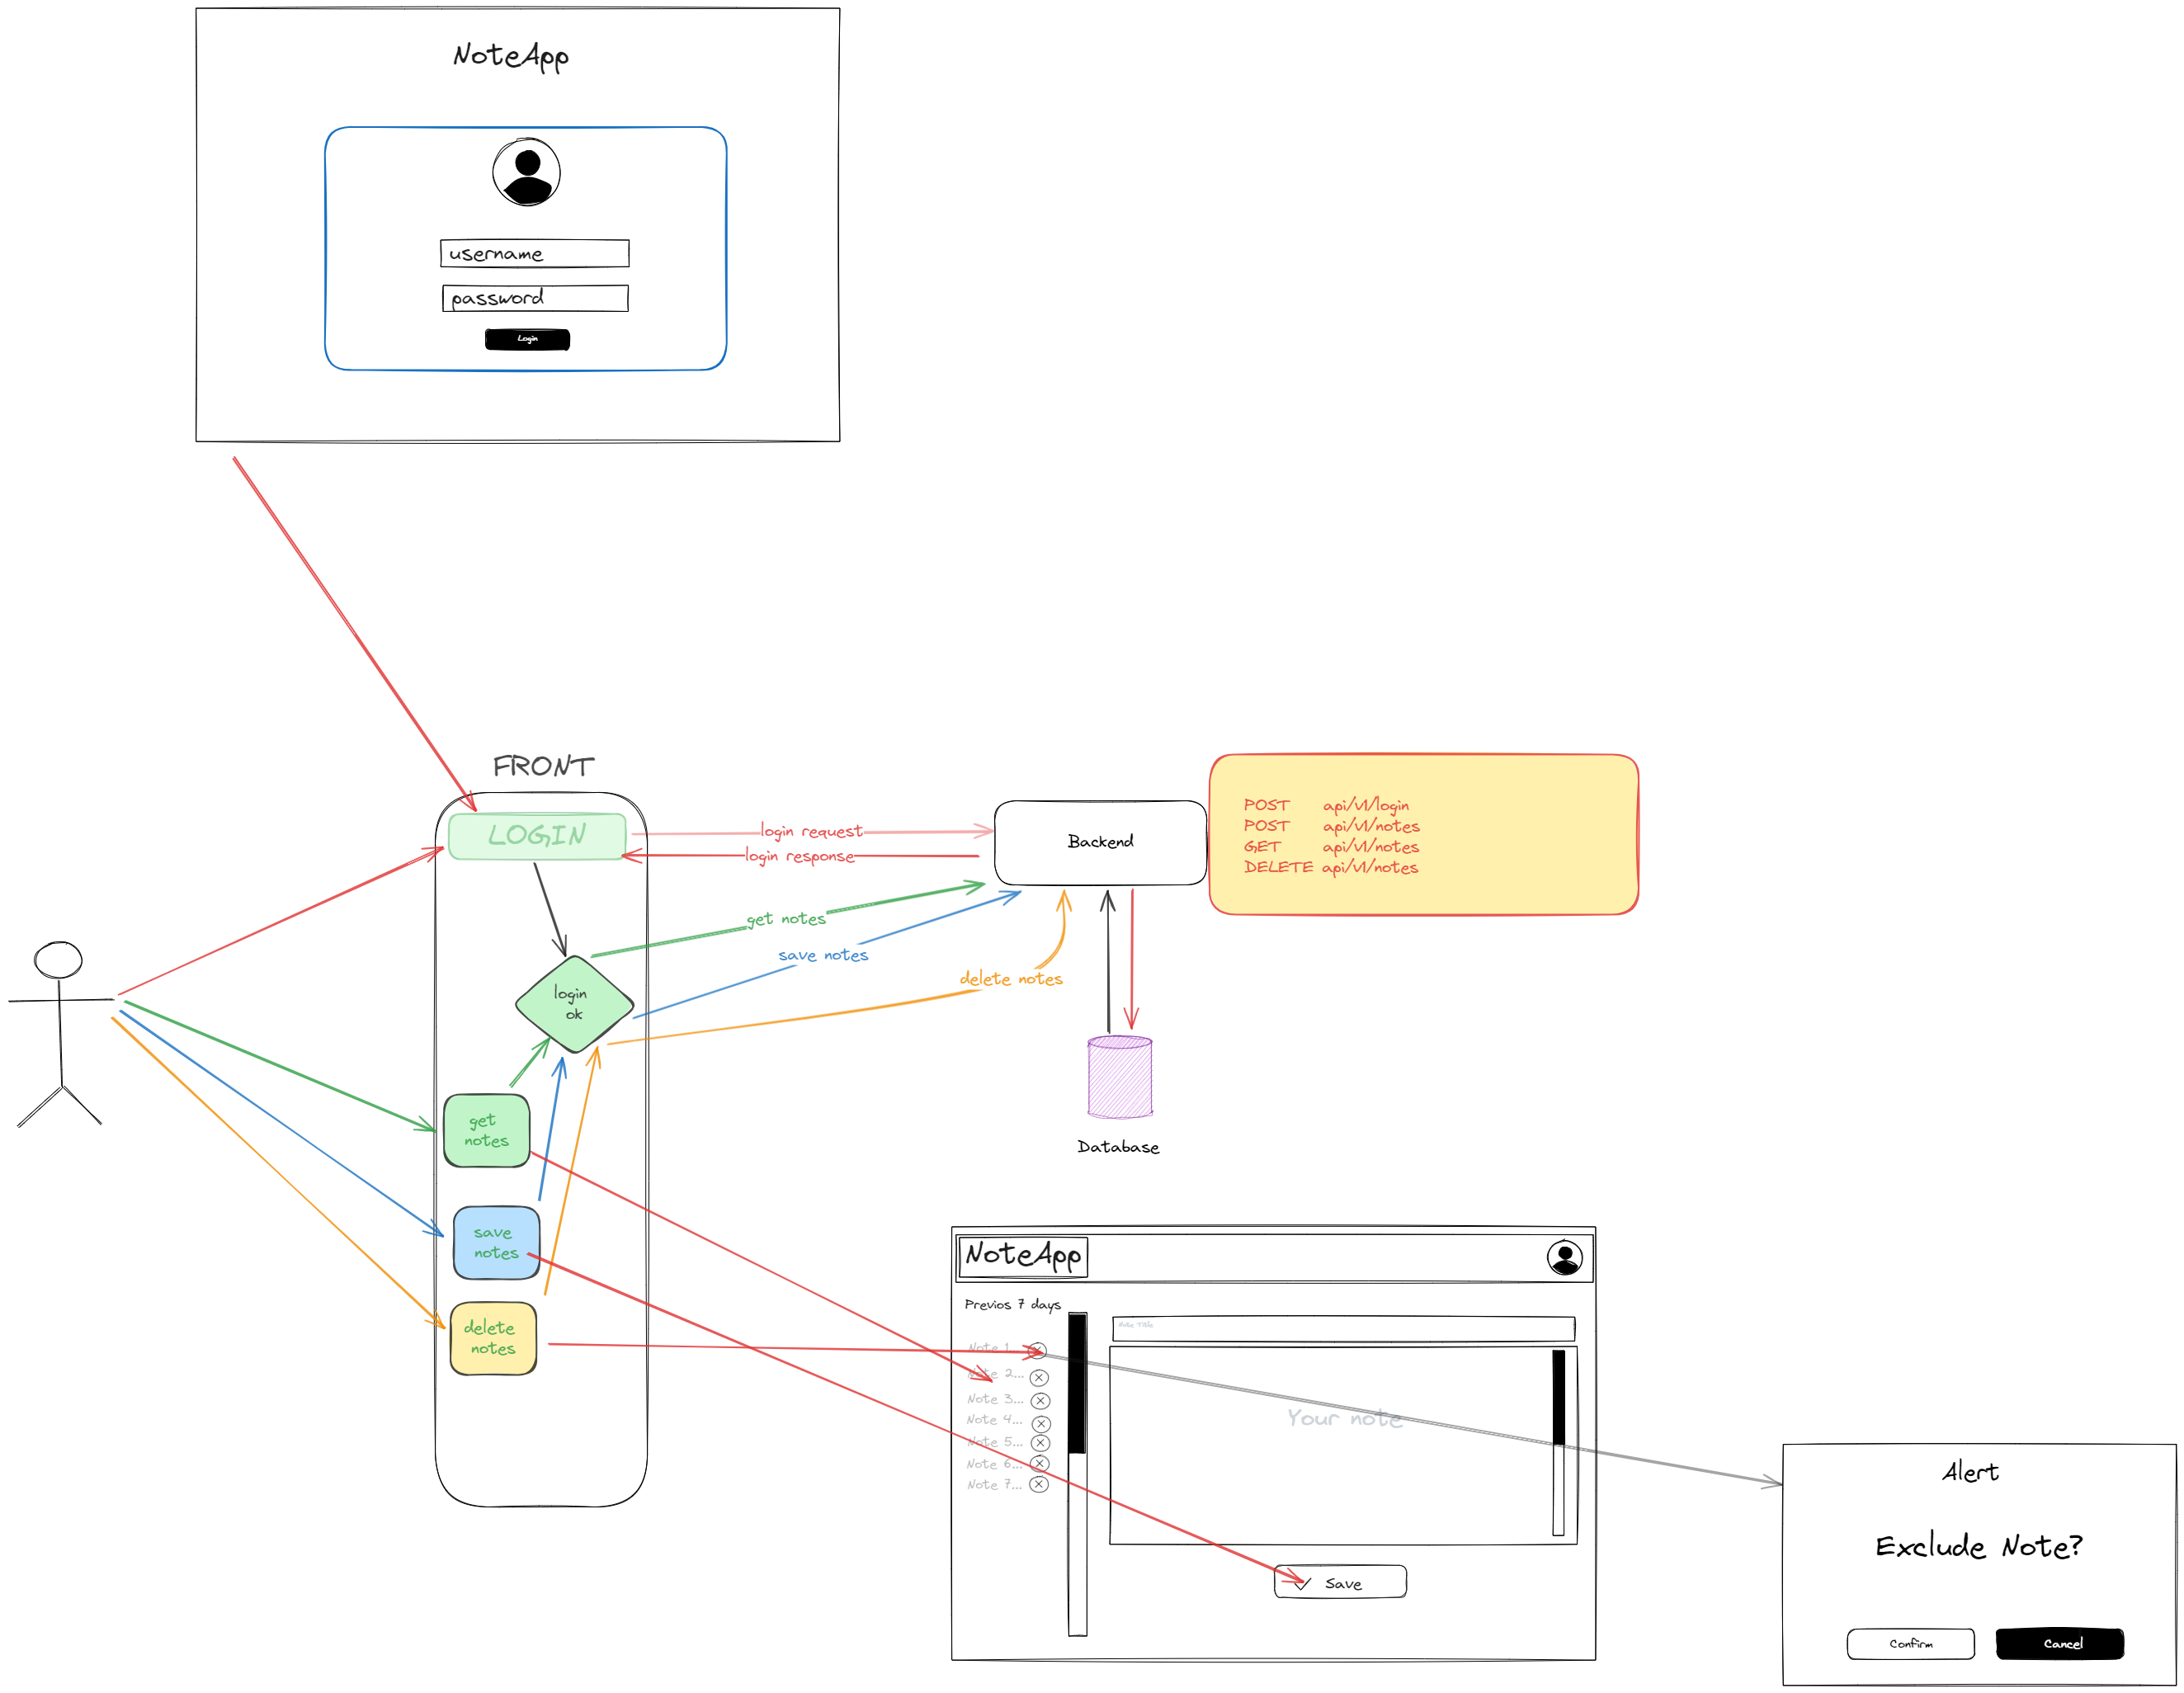 NoteApp
username
password
Login
FRONT
LOGIN
login request
login response
Backend
POST api/v1/login
POST api/v1/notes
GET api/v1/notes
DELETE api/v1/notes
get notes
save notes
delete notes
login
ok
get
notes
save
notes
delete
notes
Database
NoteApp
Previos 7 days
Note Title
Note 1...
Note 2...
Note 3...
Note 4...
Note 5...
Note 6...
Note 7...
Your note
Save
Alert
Exclude Note?
Confirm
Cancel